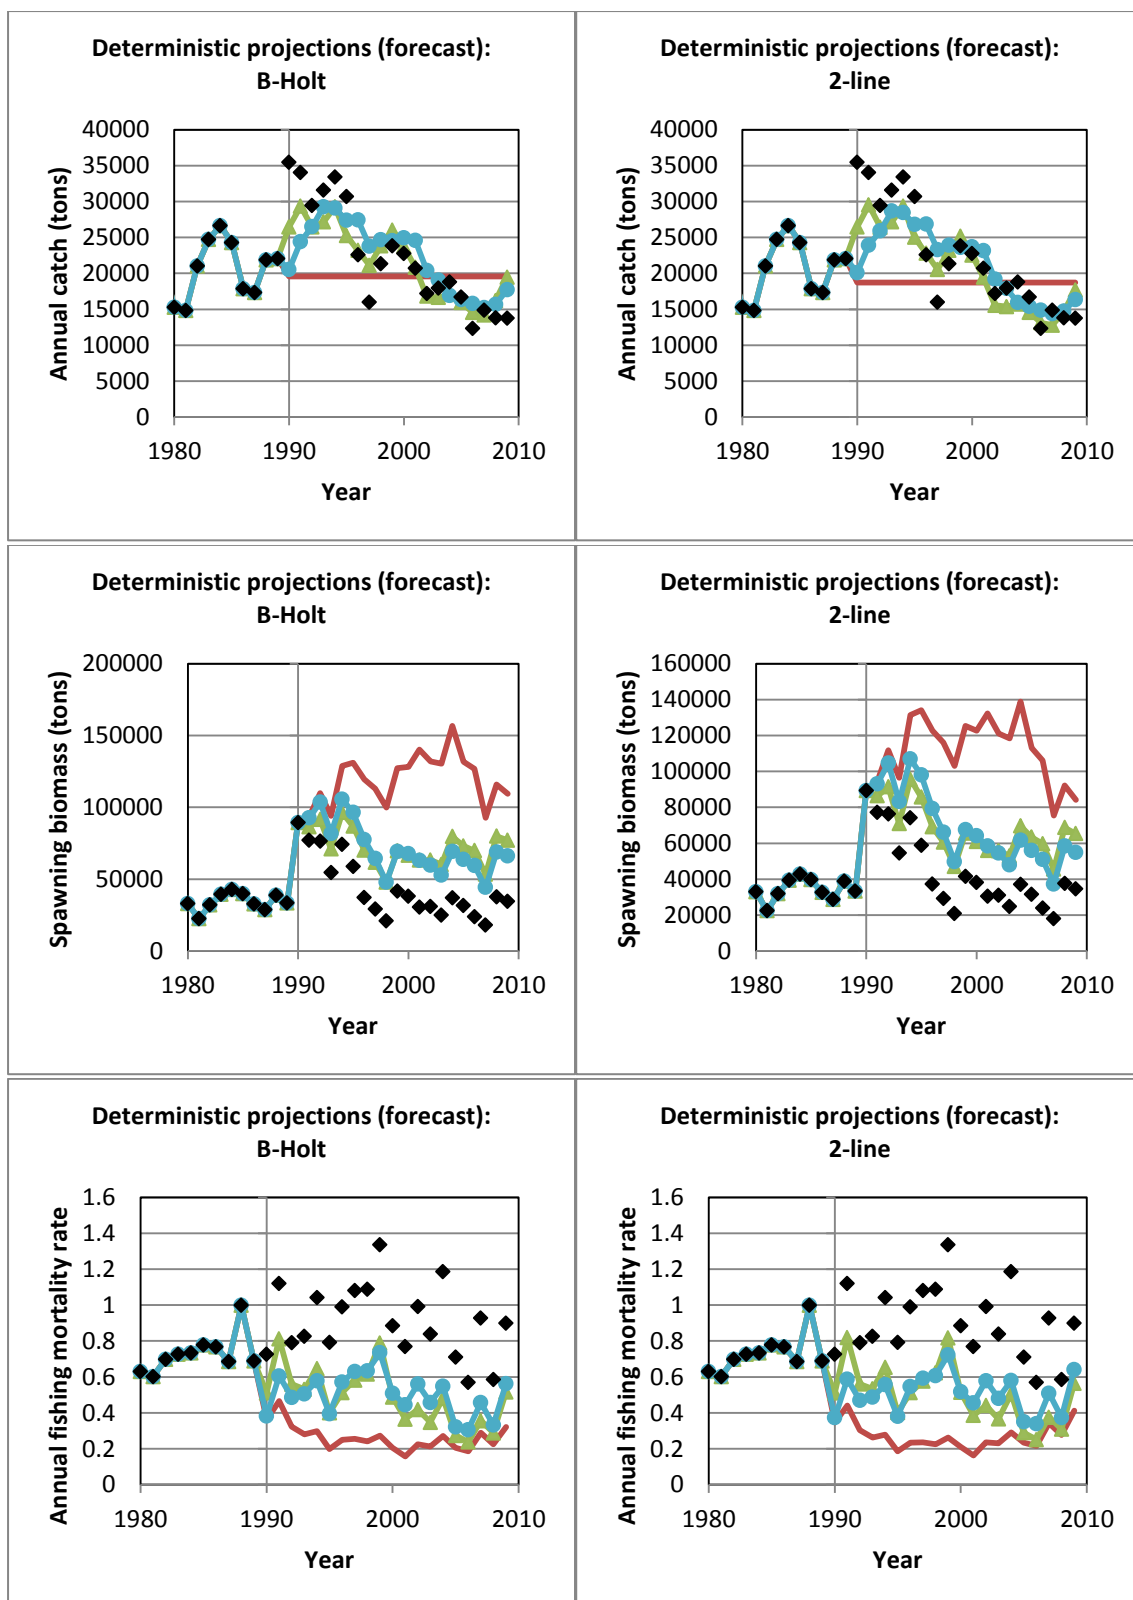 Deterministic projections (forecast):
B-Holt
Annual catch (tons)
40000
35000
30000
25000
20000
15000
10000
5000
0
1980 1990 2000 2010
Year
Deterministic projections (forecast):
2-line
Annual catch (tons)
40000
35000
30000
25000
20000
15000
10000
5000
0
1980 1990 2000 2010
Year
Deterministic projections (forecast):
B-Holt
Spawning biomass (tons)
200000
150000
100000
50000
0
1980 1990 2000 2010
Year
Deterministic projections (forecast):
2-line
Spawning biomass (tons)
160000
140000
120000
100000
80000
60000
40000
20000
0
1980 1990 2000 2010
Year
Deterministic projections (forecast):
B-Holt
Annual fishing mortality rate
1.6
1.4
1.2
1
0.8
0.6
0.4
0.2
0
1980 1990 2000 2010
Year
Deterministic projections (forecast):
2-line
Annual fishing mortality rate
1.6
1.4
1.2
1
0.8
0.6
0.4
0.2
0
1980 1990 2000 2010
Year